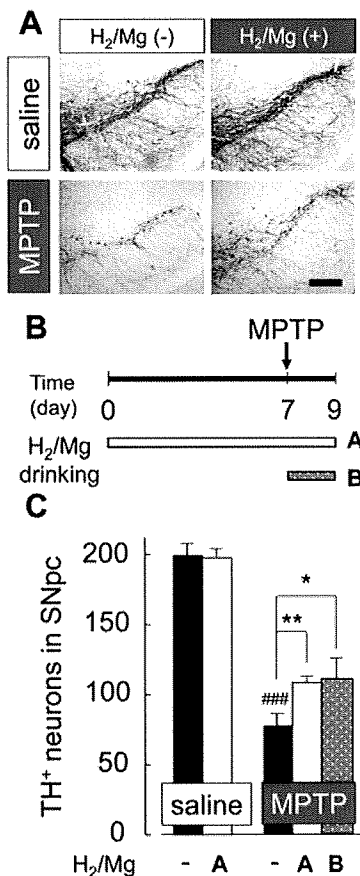 A
H₂/Mg (-) H₂/Mg (+)
saline
MPTP
B
MPTP
Time
(day)
0 7 9
H₂/Mg
drinking
A
B
C
TH⁺ neurons in SNpc
200
150
100
50
0
*
**
###
saline MPTP
H₂/Mg - A - A B